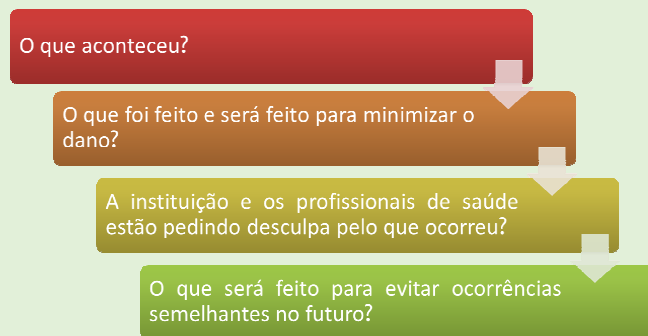 O que aconteceu?
O que foi feito e será feito para minimizar o
dano?
A instituição e os profissionais de saúde
estão pedindo desculpa pelo que ocorreu?
O que será feito para evitar ocorrências
semelhantes no futuro?